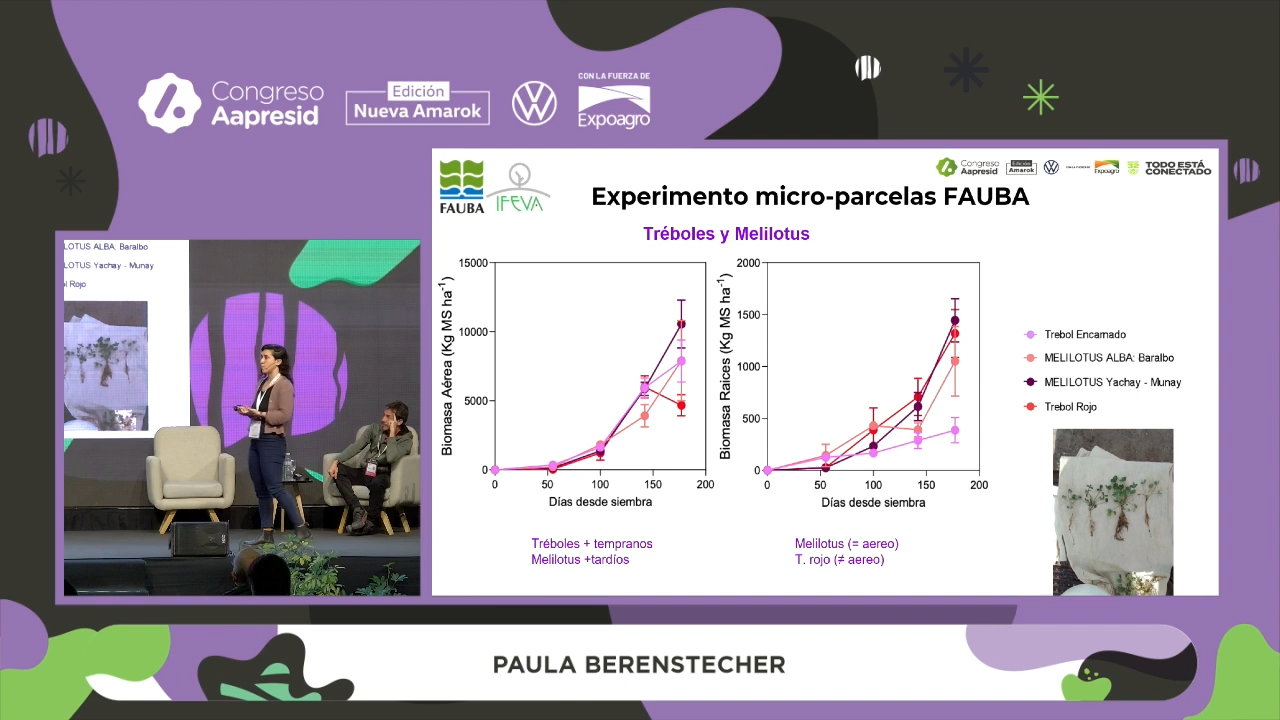 Congreso
Aapresid
Edición
Nueva Amarok
CON LA FUERZA DE
Expoagro
LOTUS ALBA: Baralbo
LOTUS Yachay - Munay
l Rojo
FAUBA
IFEVA
Congreso
Aapresid
Edición
Amarok
Expoagro
TODO ESTÁ
CONECTADO
Experimento micro-parcelas FAUBA
Tréboles y Melilotus
Biomasa Aérea (Kg MS ha⁻¹)
15000
10000
5000
0
0 50 100 150 200
Días desde siembra
Biomasa Raices (Kg MS ha⁻¹)
2000
1500
1000
500
0
0 50 100 150 200
Días desde siembra
Trebol Encarnado
MELILOTUS ALBA: Baralbo
MELILOTUS Yachay - Munay
Trebol Rojo
Tréboles + tempranos
Melilotus +tardíos
Melilotus (= aereo)
T. rojo (≠ aereo)
PAULA BERENSTECHER